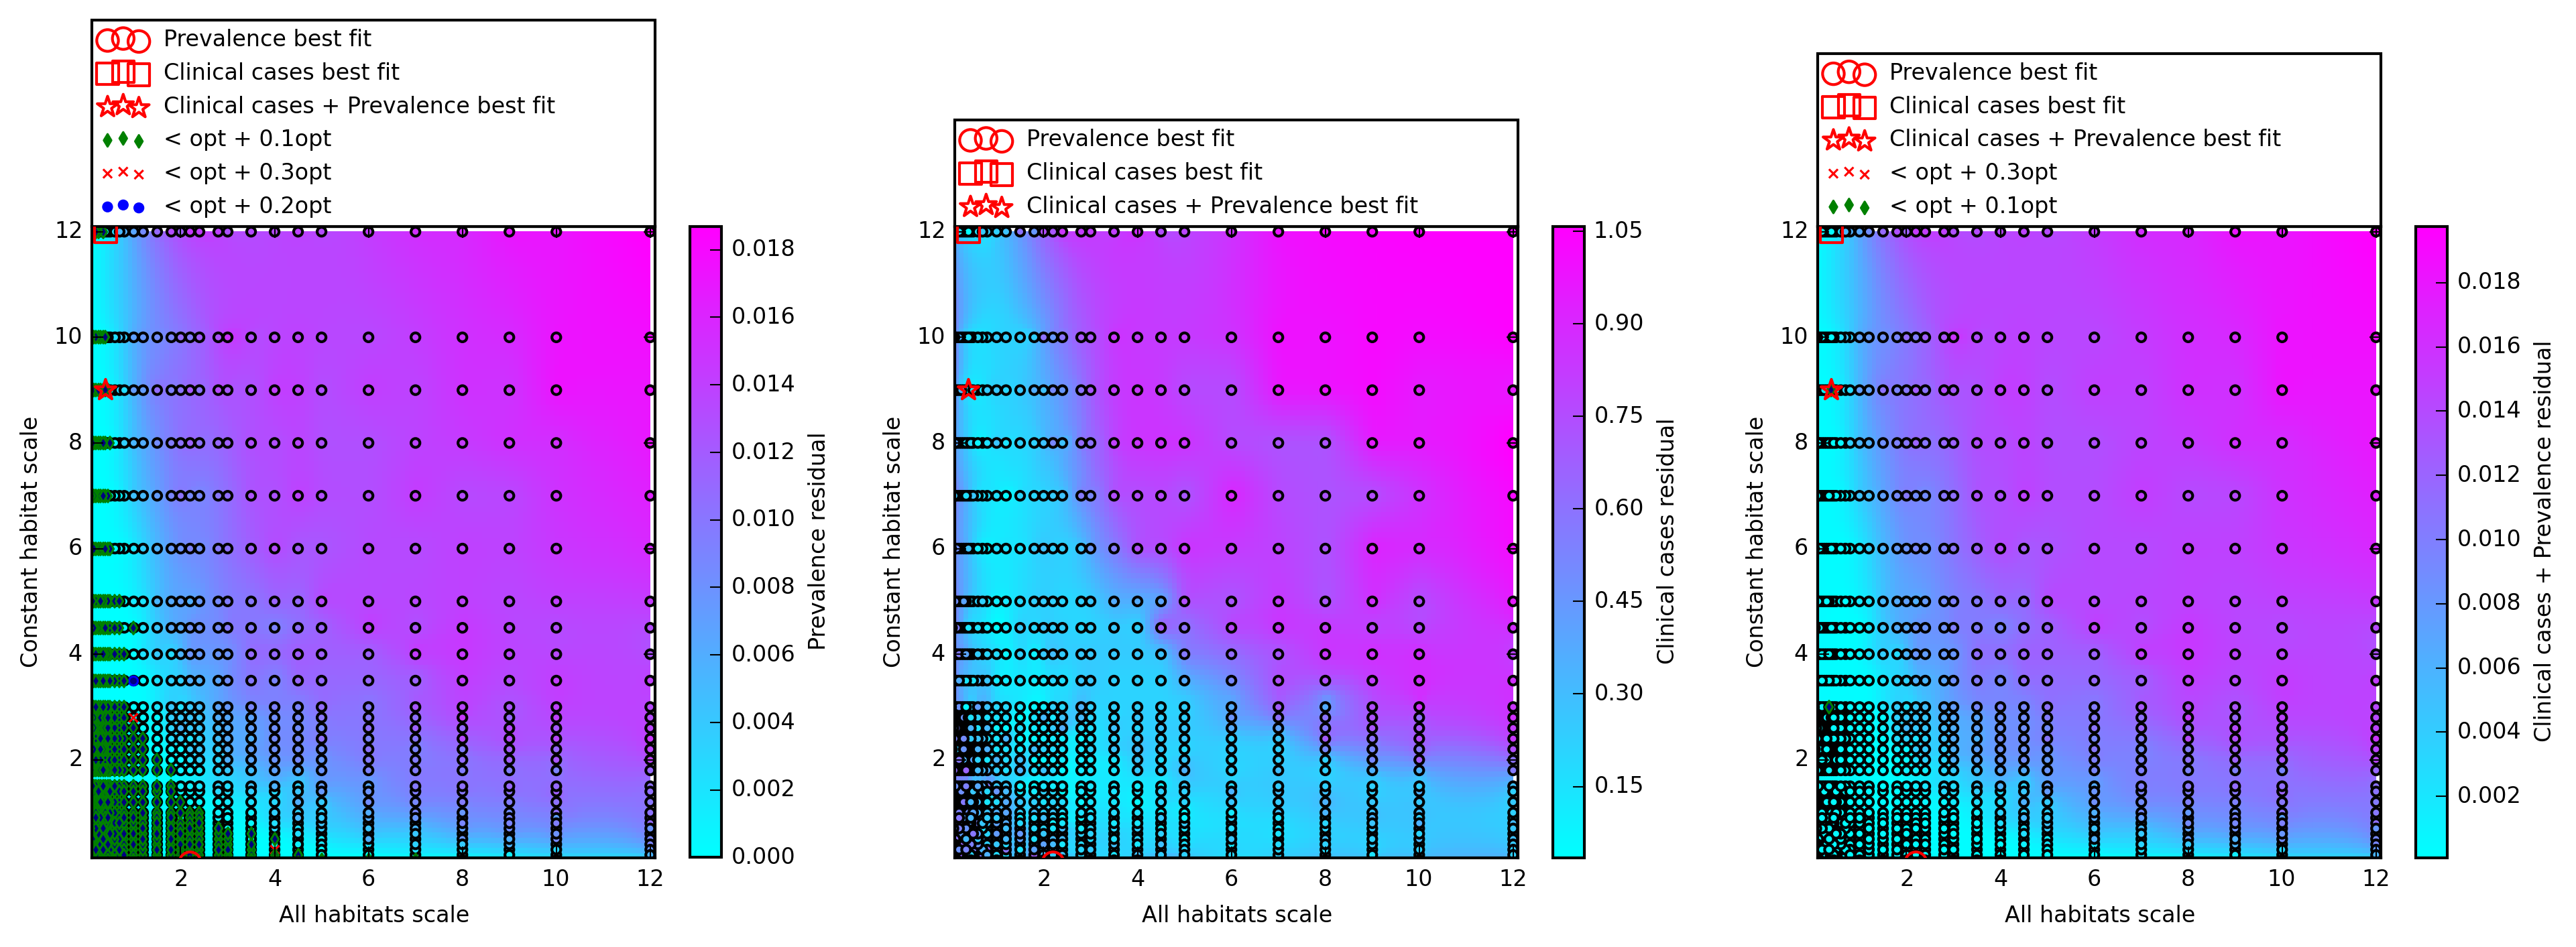 Prevalence best fit
Clinical cases best fit
Clinical cases + Prevalence best fit
< opt + 0.1opt
< opt + 0.3opt
< opt + 0.2opt
12
10
8
6
4
2
Constant habitat scale
2 4 6 8 10 12
All habitats scale
0.018
0.016
0.014
0.012
0.010
0.008
0.006
0.004
0.002
0.000
Prevalence residual
Prevalence best fit
Clinical cases best fit
Clinical cases + Prevalence best fit
12
10
8
6
4
2
Constant habitat scale
2 4 6 8 10 12
All habitats scale
1.05
0.90
0.75
0.60
0.45
0.30
0.15
Clinical cases residual
Prevalence best fit
Clinical cases best fit
Clinical cases + Prevalence best fit
< opt + 0.3opt
< opt + 0.1opt
12
10
8
6
4
2
Constant habitat scale
2 4 6 8 10 12
All habitats scale
0.018
0.016
0.014
0.012
0.010
0.008
0.006
0.004
0.002
Clinical cases + Prevalence residual